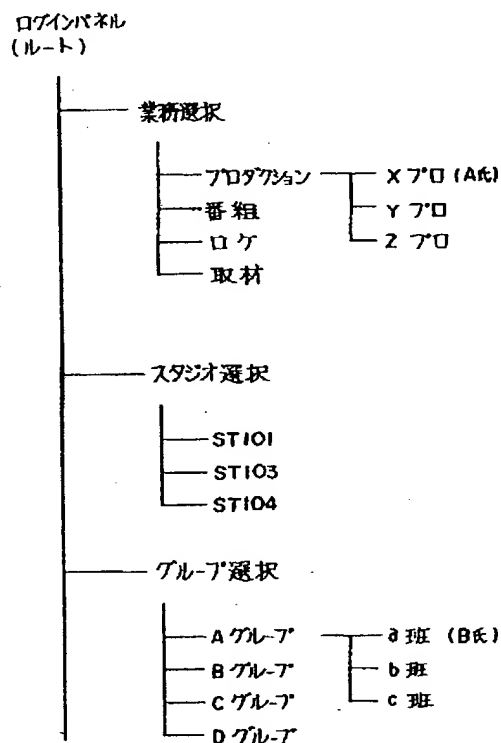 ログインパネル
(ルート)
業務選択
プロダクション
Xプロ(A氏)
番組
Yプロ
ロケ
Zプロ
取材
スタジオ選択
ST101
ST103
ST104
グループ選択
Aグループ
a班 (B氏)
Bグループ
b班
Cグループ
c班
Dグループ